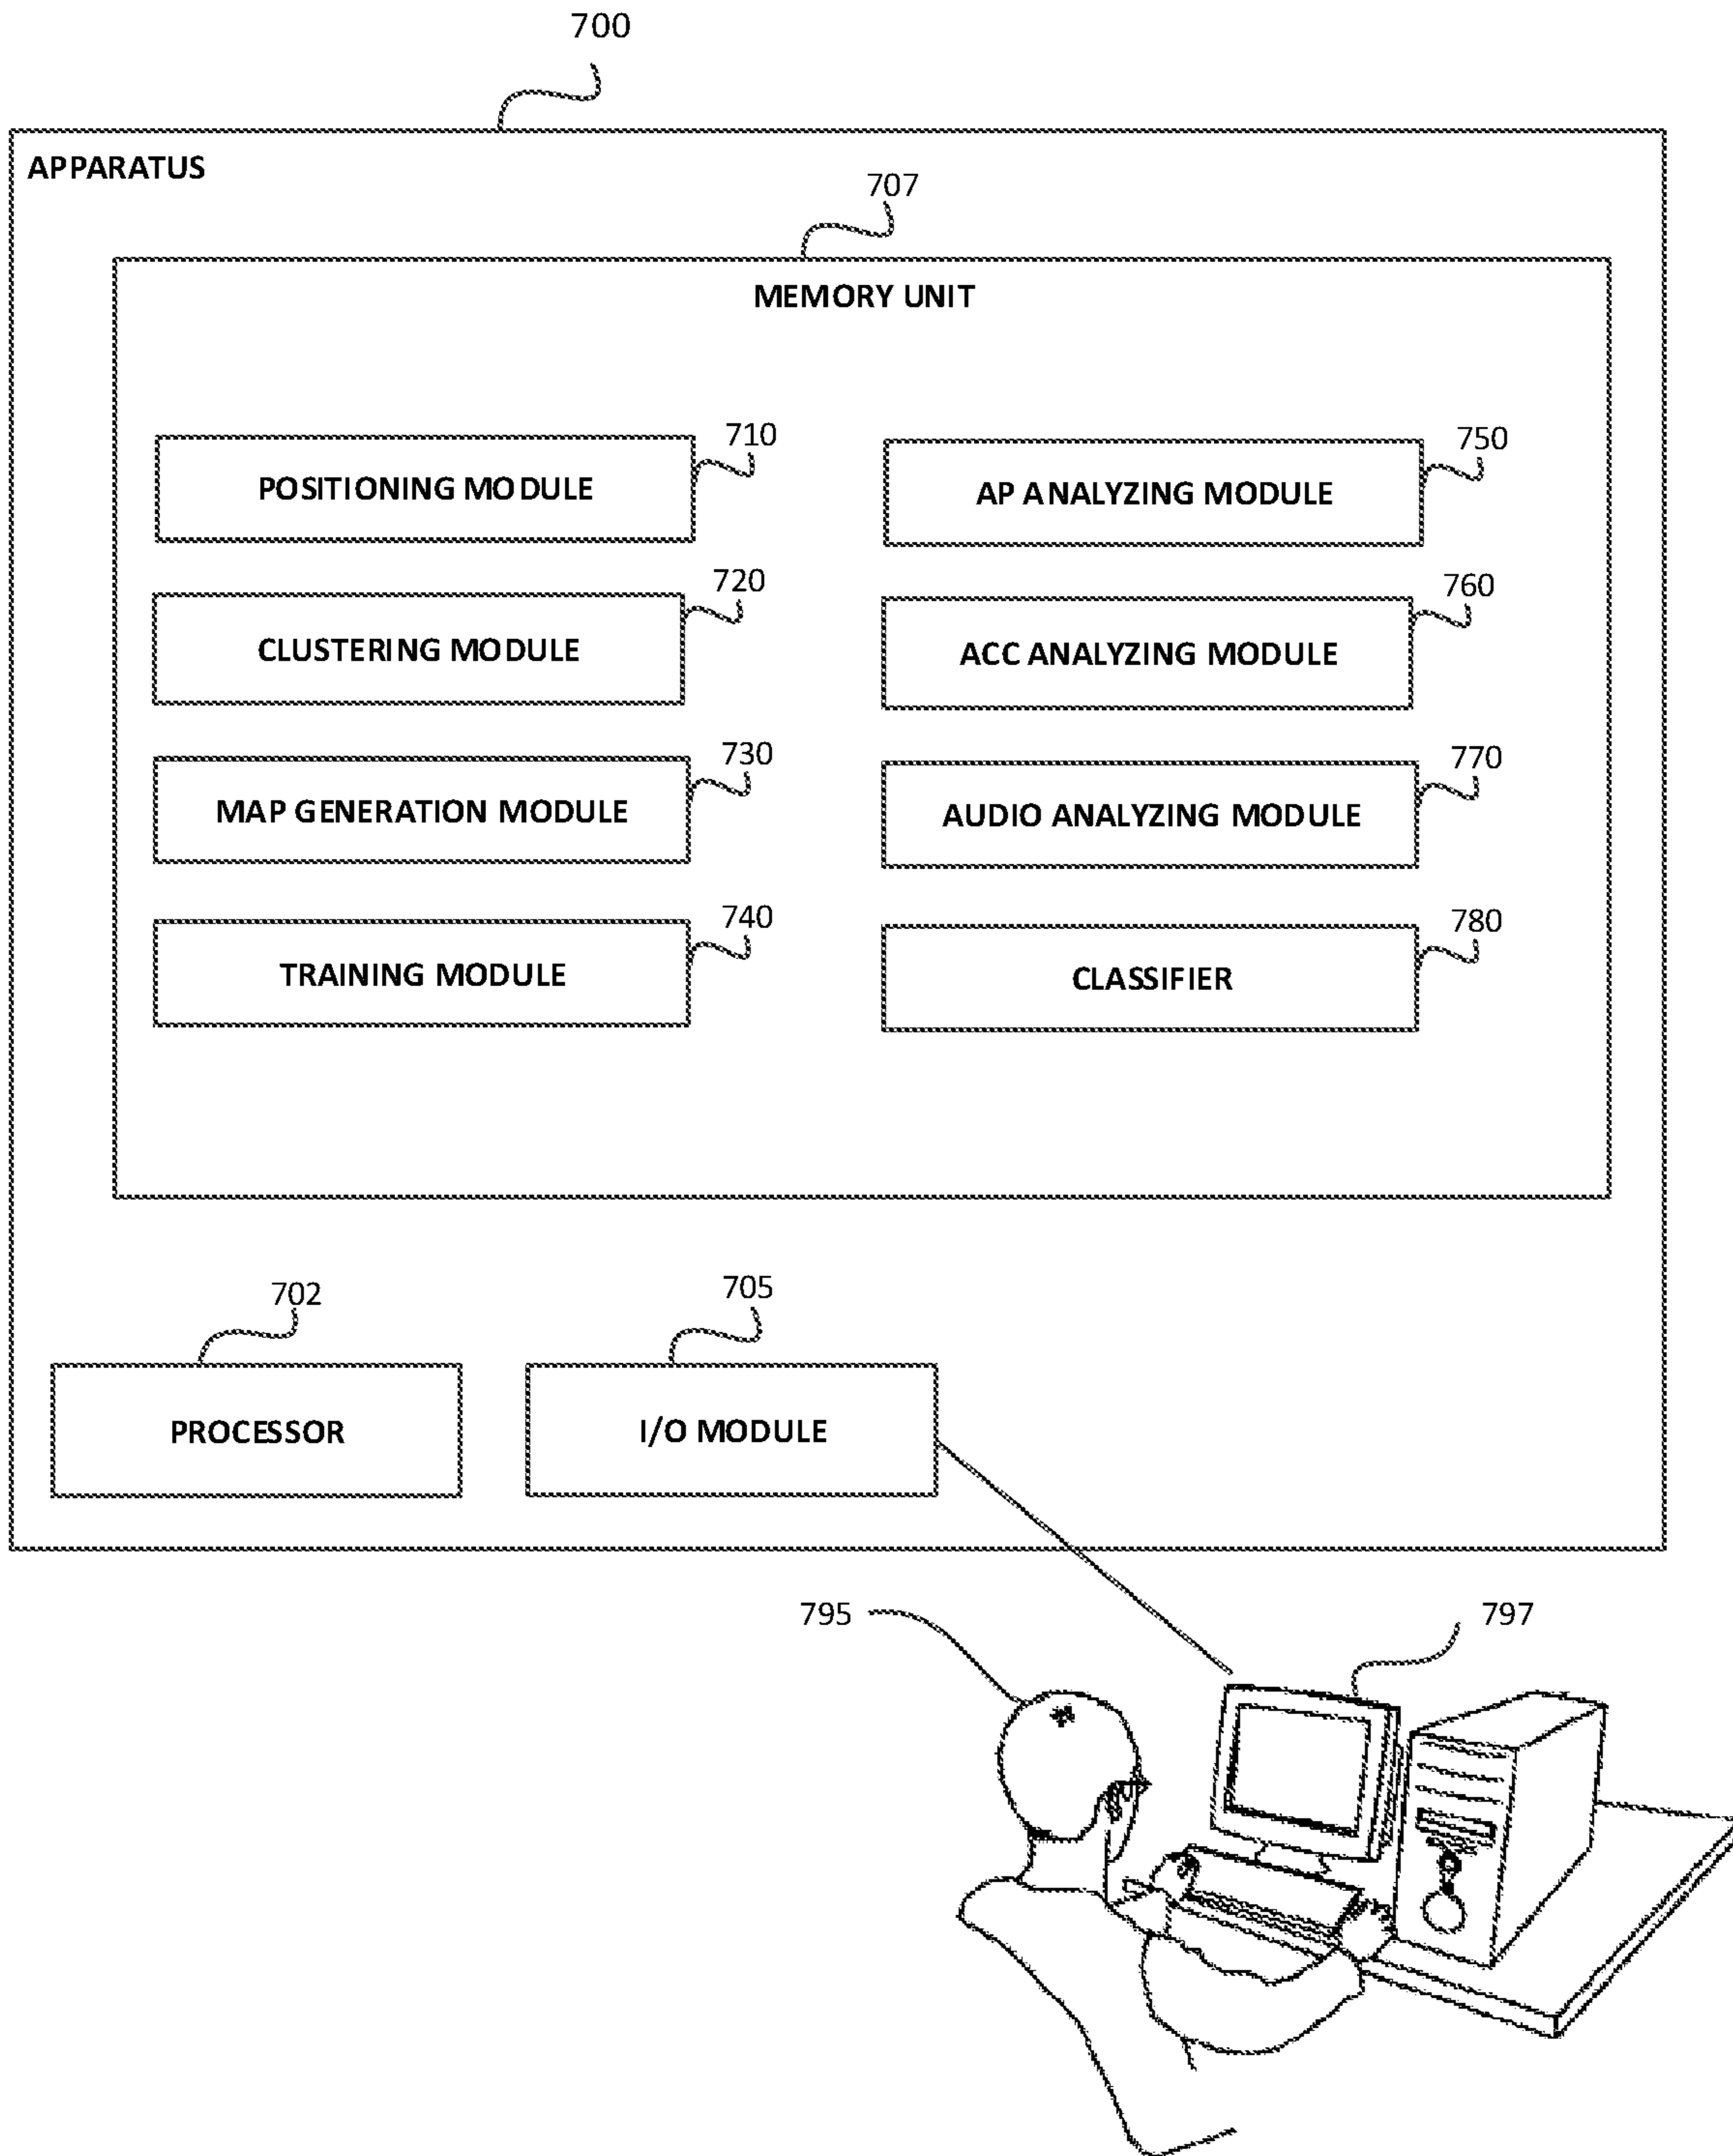 700
APPARATUS
707
MEMORY UNIT
710
POSITIONING MODULE
750
AP ANALYZING MODULE
720
CLUSTERING MODULE
760
ACC ANALYZING MODULE
730
MAP GENERATION MODULE
770
AUDIO ANALYZING MODULE
740
TRAINING MODULE
780
CLASSIFIER
702
PROCESSOR
705
I/O MODULE
795
797